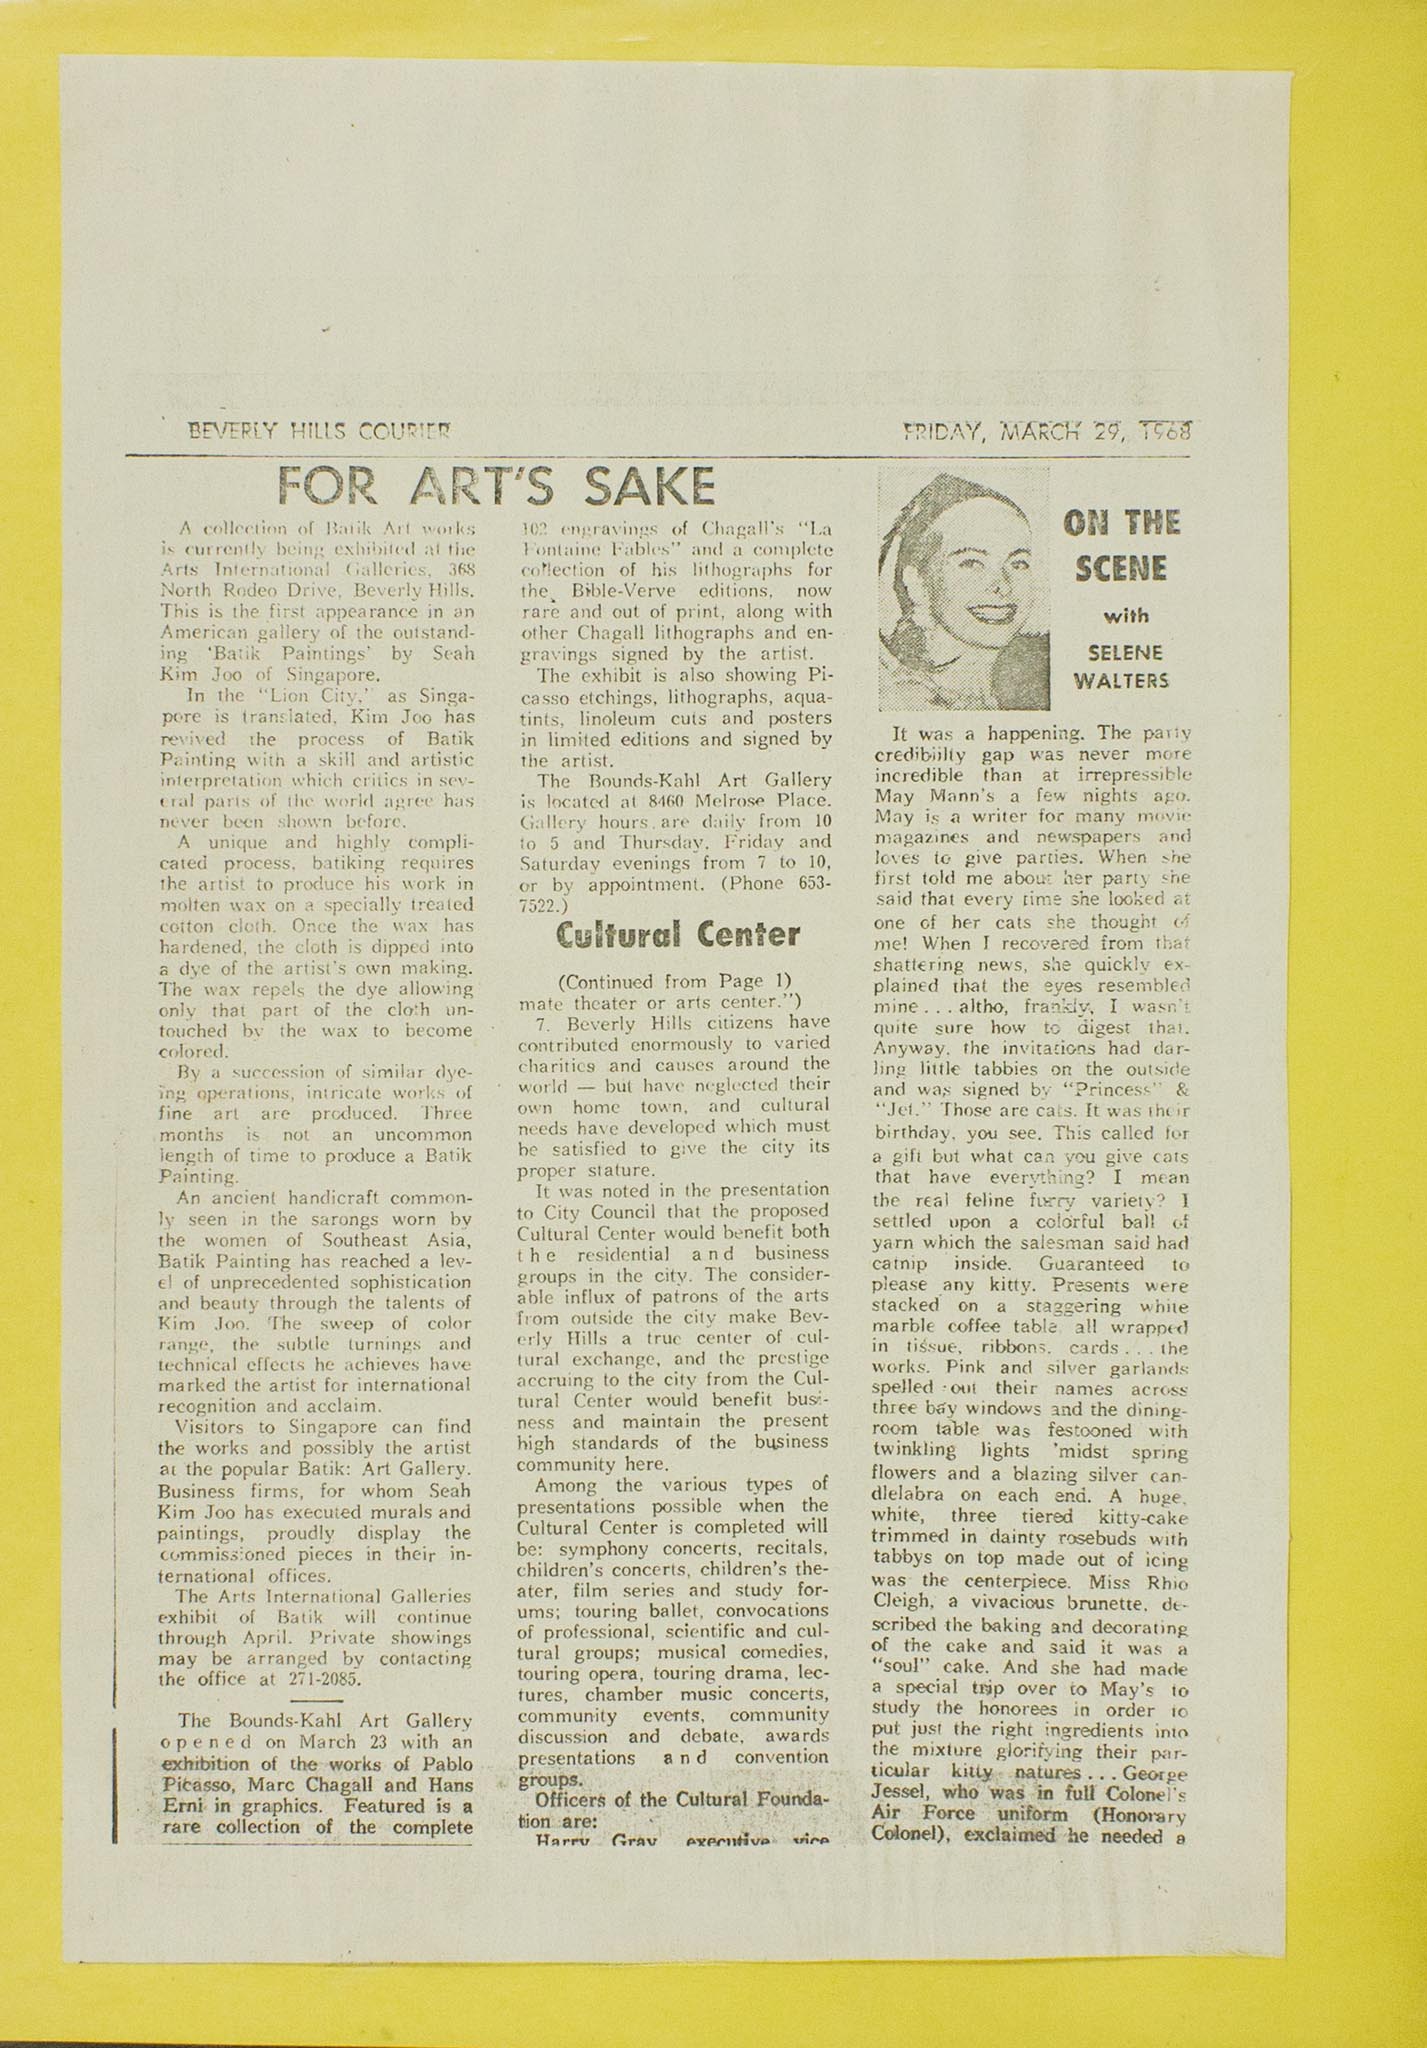 BEVERLY HILLS COURIER
FRIDAY, MARCH 29, 1968
FOR ART'S SAKE
A collection of Batik Art works
is currently being exhibited at the
Arts International Galleries, 368
North Rodeo Drive, Beverly Hills.
This is the first appearance in an
American gallery of the outstand-
ing 'Batik Paintings' by Seah
Kim Joo of Singapore.
In the "Lion City," as Singa-
pore is translated, Kim Joo has
revived the process of Batik
Painting with a skill and artistic
interpretation which critics in sev-
eral parts of the world agree has
never been shown before.
A unique and highly compli-
cated process, batiking requires
the artist to produce his work in
molten wax on a specially treated
cotton cloth. Once the wax has
hardened, the cloth is dipped into
a dye of the artist's own making.
The wax repels the dye allowing
only that part of the cloth un-
touched by the wax to become
colored.
By a succession of similar dye-
ing operations, intricate works of
fine art are produced. Three
months is not an uncommon
length of time to produce a Batik
Painting.
An ancient handicraft common-
ly seen in the sarongs worn by
the women of Southeast Asia,
Batik Painting has reached a lev-
el of unprecedented sophistication
and beauty through the talents of
Kim Joo. The sweep of color
range, the subtle turnings and
technical effects he achieves have
marked the artist for international
recognition and acclaim.
Visitors to Singapore can find
the works and possibly the artist
at the popular Batik: Art Gallery.
Business firms, for whom Seah
Kim Joo has executed murals and
paintings, proudly display the
commissioned pieces in their in-
ternational offices.
The Arts International Galleries
exhibit of Batik will continue
through April. Private showings
may be arranged by contacting
the office at 271-2085.
The Bounds-Kahl Art Gallery
opened on March 23 with an
exhibition of the works of Pablo
Picasso, Marc Chagall and Hans
Erni in graphics. Featured is a
rare collection of the complete
102 engravings of Chagall's "La
Fontaine Fables" and a complete
collection of his lithographs for
the Bible-Verve editions, now
rare and out of print, along with
other Chagall lithographs and en-
gravings signed by the artist.
The exhibit is also showing Pi-
casso etchings, lithographs, aqua-
tints, linoleum cuts and posters
in limited editions and signed by
the artist.
The Bounds-Kahl Art Gallery
is located at 8460 Melrose Place.
Gallery hours are daily from 10
to 5 and Thursday, Friday and
Saturday evenings from 7 to 10,
or by appointment. (Phone 653-
7522.)
Cultural Center
(Continued from Page 1)
mate theater or arts center.")
7. Beverly Hills citizens have
contributed enormously to varied
charities and causes around the
world — but have neglected their
own home town, and cultural
needs have developed which must
be satisfied to give the city its
proper stature.
It was noted in the presentation
to City Council that the proposed
Cultural Center would benefit both
the residential and business
groups in the city. The consider-
able influx of patrons of the arts
from outside the city make Bev-
erly Hills a true center of cul-
tural exchange, and the prestige
accruing to the city from the Cul-
tural Center would benefit busi-
ness and maintain the present
high standards of the business
community here.
Among the various types of
presentations possible when the
Cultural Center is completed will
be: symphony concerts, recitals,
children's concerts, children's the-
ater, film series and study for-
ums; touring ballet, convocations
of professional, scientific and cul-
tural groups; musical comedies,
touring opera, touring drama, lec-
tures, chamber music concerts,
community events, community
discussion and debate, awards
presentations and convention
groups.
Officers of the Cultural Founda-
tion are:
Harry Gray, executive vice
ON THE
SCENE
with
SELENE
WALTERS
It was a happening. The party
credibiilty gap was never more
incredible than at irrepressible
May Mann's a few nights ago.
May is a writer for many movie
magazines and newspapers and
loves to give parties. When she
first told me about her party she
said that every time she looked at
one of her cats she thought of
me! When I recovered from that
shattering news, she quickly ex-
plained that the eyes resembled
mine . . . altho, frankly, I wasn't
quite sure how to digest that.
Anyway, the invitations had dar-
ling little tabbies on the outside
and was signed by "Princess" &
"Jet." Those are cats. It was their
birthday, you see. This called for
a gift but what can you give cats
that have everything? I mean
the real feline furry variety? I
settled upon a colorful ball of
yarn which the salesman said had
catnip inside. Guaranteed to
please any kitty. Presents were
stacked on a staggering white
marble coffee table all wrapped
in tissue, ribbons, cards . . . the
works. Pink and silver garlands
spelled out their names across
three bay windows and the dining-
room table was festooned with
twinkling lights 'midst spring
flowers and a blazing silver can-
dlelabra on each end. A huge,
white, three tiered kitty-cake
trimmed in dainty rosebuds with
tabbys on top made out of icing
was the centerpiece. Miss Rhio
Cleigh, a vivacious brunette, de-
scribed the baking and decorating
of the cake and said it was a
"soul" cake. And she had made
a special trip over to May's to
study the honorees in order to
put just the right ingredients into
the mixture glorifying their par-
ticular kitty natures . . . George
Jessel, who was in full Colonel's
Air Force uniform (Honorary
Colonel), exclaimed he needed a